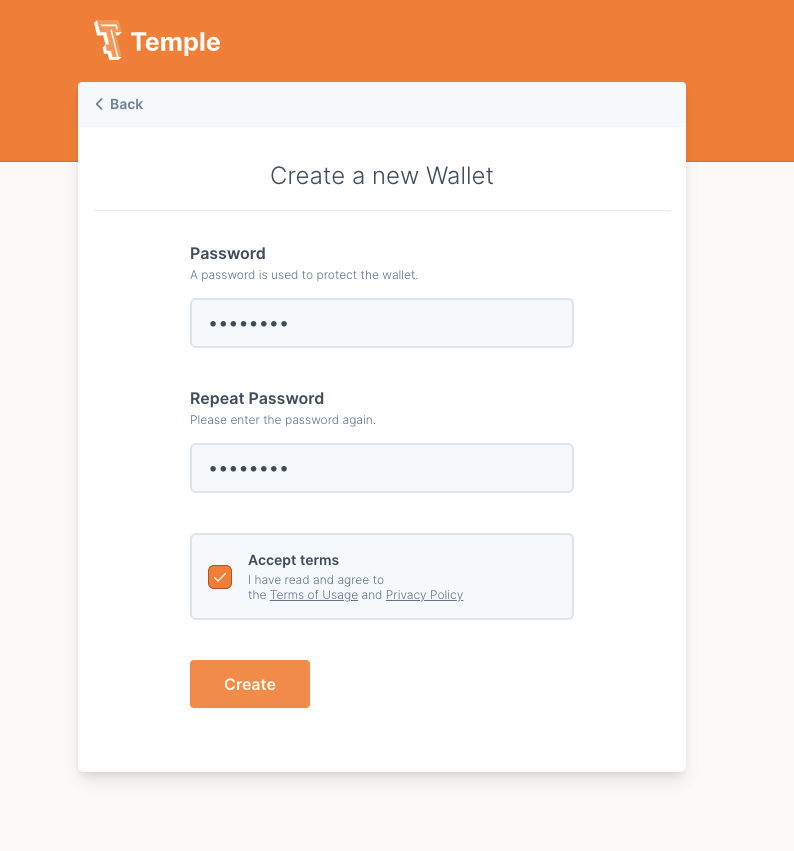 Temple
Back
Create a new Wallet
Password
A password is used to protect the wallet.
••••••••
Repeat Password
Please enter the password again.
••••••••
Accept terms
I have read and agree to
the Terms of Usage and Privacy Policy
Create